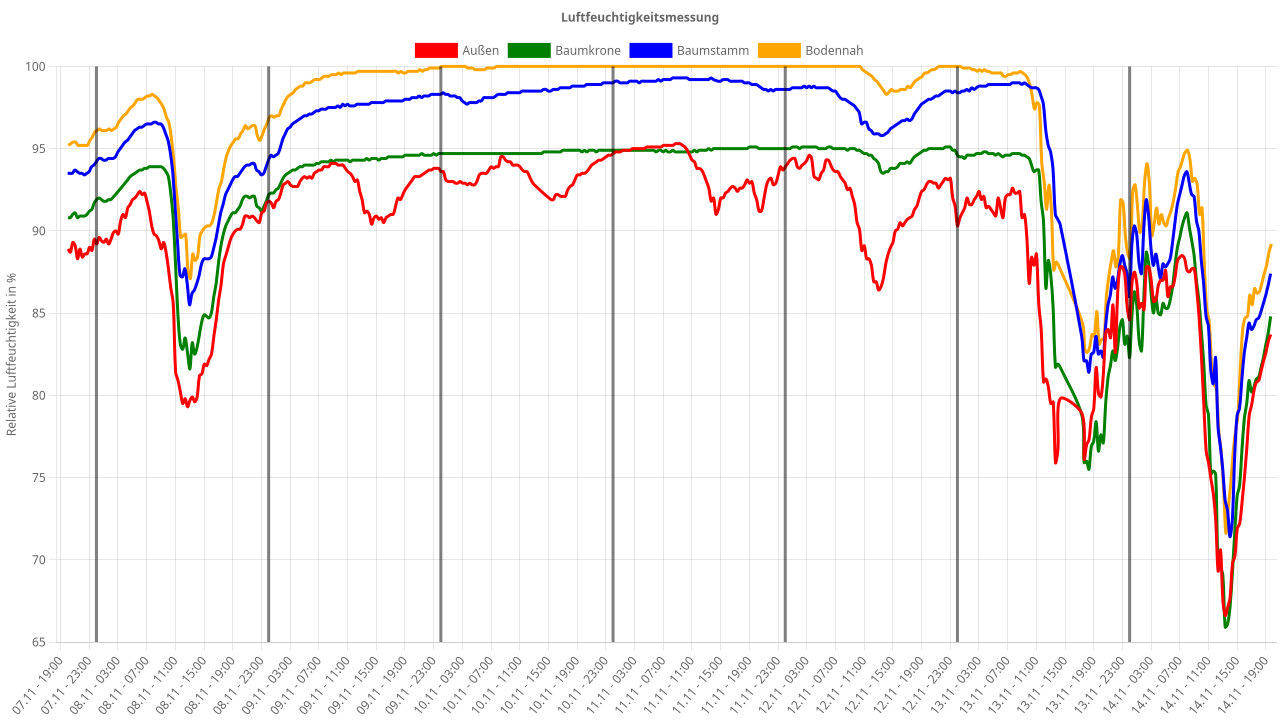 Luftfeuchtigkeitsmessung
Außen Baumkrone Baumstamm Bodennah
Relative Luftfeuchtigkeit in %
100
95
90
85
80
75
70
65
07.11 - 19:00
07.11 - 23:00
08.11 - 03:00
08.11 - 07:00
08.11 - 11:00
08.11 - 15:00
08.11 - 19:00
08.11 - 23:00
09.11 - 03:00
09.11 - 07:00
09.11 - 11:00
09.11 - 15:00
09.11 - 19:00
09.11 - 23:00
10.11 - 03:00
10.11 - 07:00
10.11 - 11:00
10.11 - 15:00
10.11 - 19:00
10.11 - 23:00
11.11 - 03:00
11.11 - 07:00
11.11 - 11:00
11.11 - 15:00
11.11 - 19:00
11.11 - 23:00
12.11 - 03:00
12.11 - 07:00
12.11 - 11:00
12.11 - 15:00
12.11 - 19:00
12.11 - 23:00
13.11 - 03:00
13.11 - 07:00
13.11 - 11:00
13.11 - 15:00
13.11 - 19:00
13.11 - 23:00
14.11 - 03:00
14.11 - 07:00
14.11 - 11:00
14.11 - 15:00
14.11 - 19:00